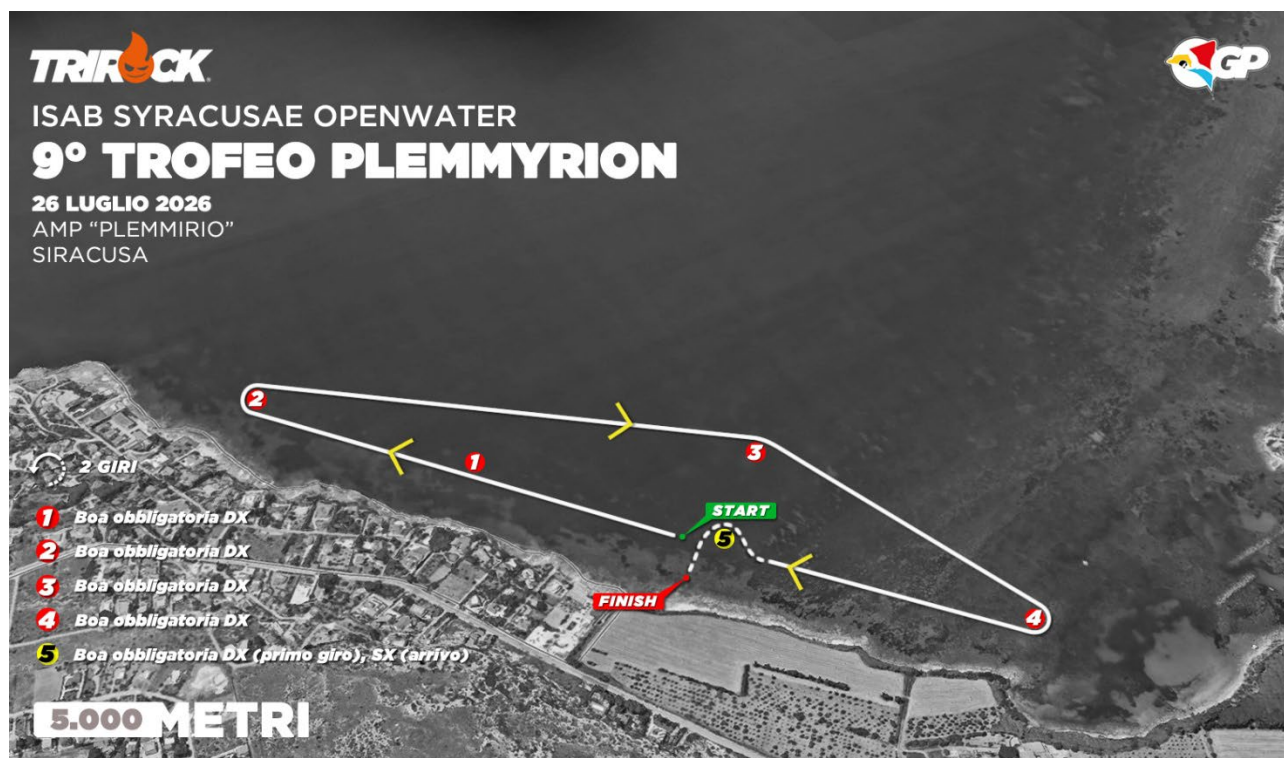 TRIROCK
GP
ISAB SYRACUSAE OPENWATER
9° TROFEO PLEMMYRION
26 LUGLIO 2026
AMP “PLEMMIRIO”
SIRACUSA
2
3
1
START
5
FINISH
4
2 GIRI
1 Boa obbligatoria DX
2 Boa obbligatoria DX
3 Boa obbligatoria DX
4 Boa obbligatoria DX
5 Boa obbligatoria DX (primo giro), SX (arrivo)
5.000 METRI